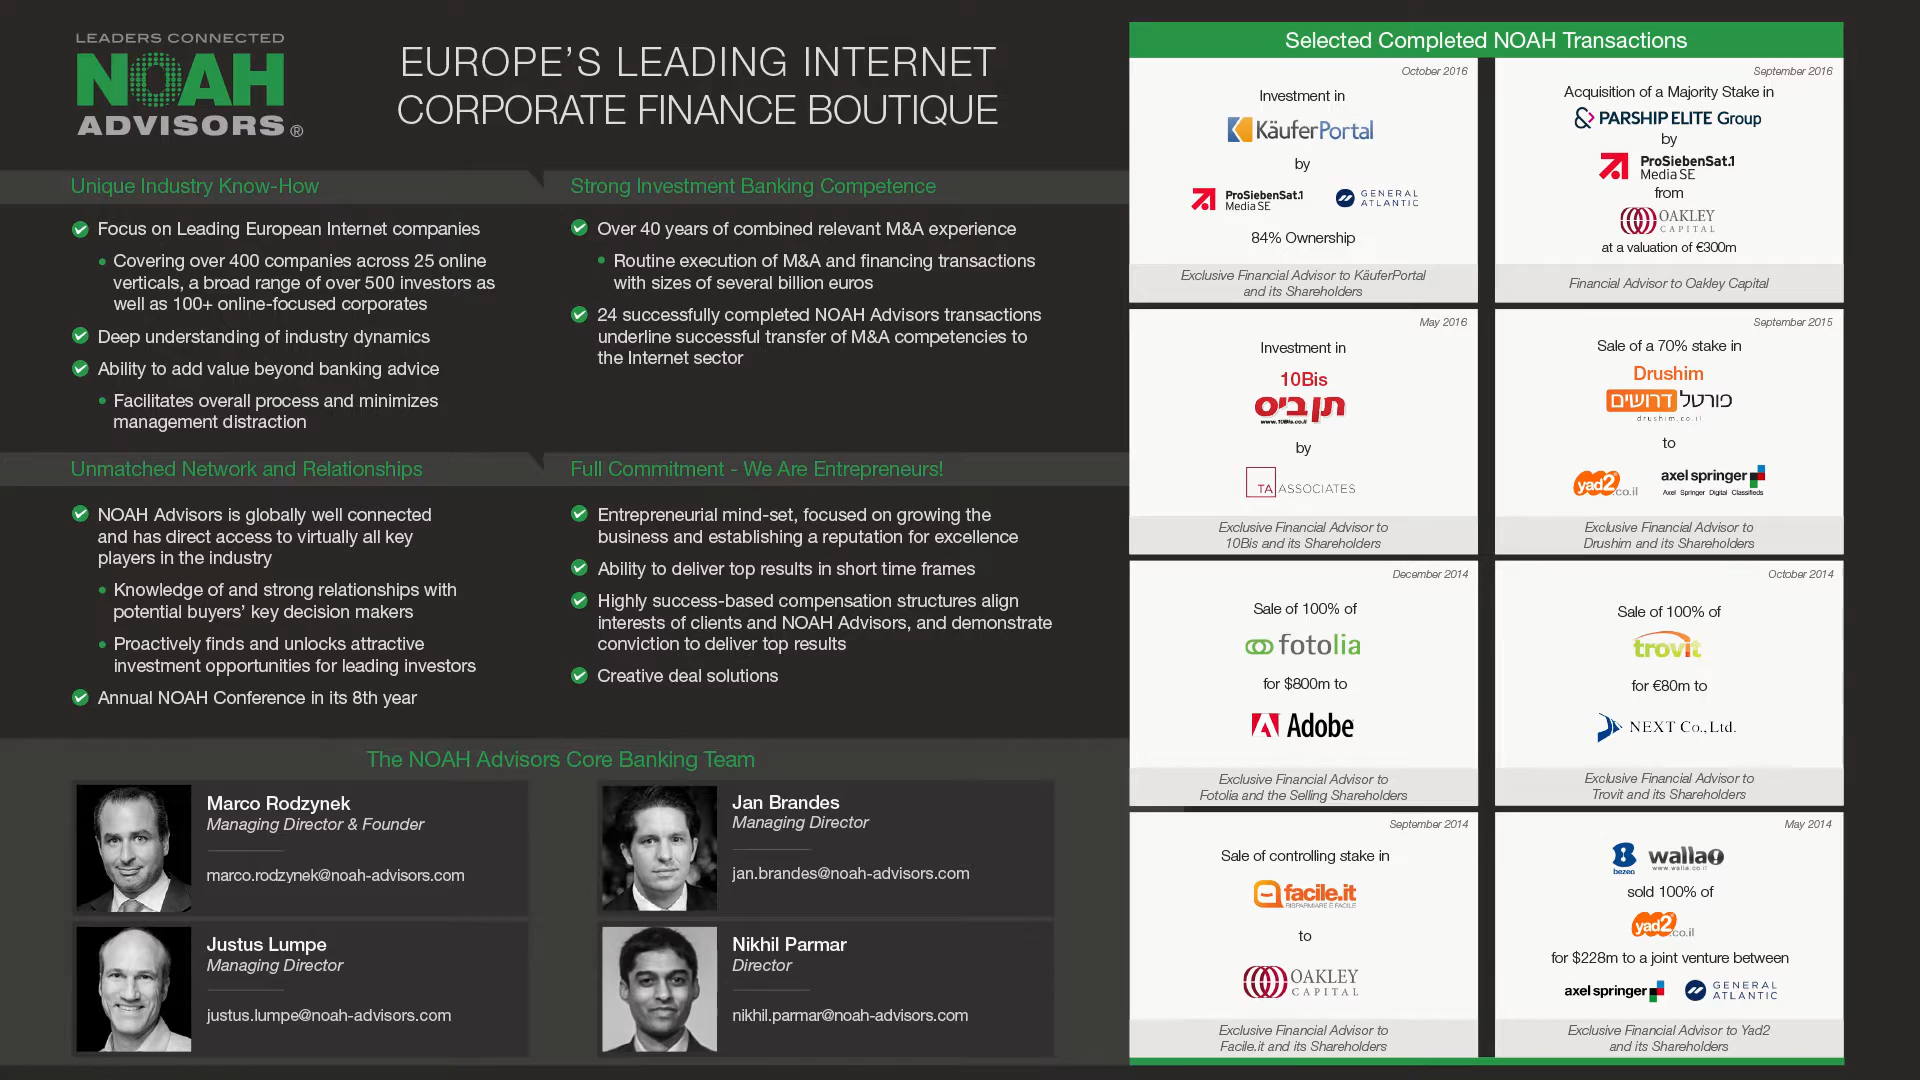 LEADERS CONNECTED
NOAH
ADVISORS®
EUROPE'S LEADING INTERNET
CORPORATE FINANCE BOUTIQUE
Unique Industry Know-How
Focus on Leading European Internet companies
• Covering over 400 companies across 25 online
verticals, a broad range of over 500 investors as
well as 100+ online-focused corporates
Deep understanding of industry dynamics
Ability to add value beyond banking advice
• Facilitates overall process and minimizes
management distraction
Strong Investment Banking Competence
Over 40 years of combined relevant M&A experience
• Routine execution of M&A and financing transactions
with sizes of several billion euros
24 successfully completed NOAH Advisors transactions
underline successful transfer of M&A competencies to
the Internet sector
Unmatched Network and Relationships
NOAH Advisors is globally well connected
and has direct access to virtually all key
players in the industry
• Knowledge of and strong relationships with
potential buyers' key decision makers
• Proactively finds and unlocks attractive
investment opportunities for leading investors
Annual NOAH Conference in its 8th year
Full Commitment - We Are Entrepreneurs!
Entrepreneurial mind-set, focused on growing the
business and establishing a reputation for excellence
Ability to deliver top results in short time frames
Highly success-based compensation structures align
interests of clients and NOAH Advisors, and demonstrate
conviction to deliver top results
Creative deal solutions
The NOAH Advisors Core Banking Team
Marco Rodzynek
Managing Director & Founder
marco.rodzynek@noah-advisors.com
Jan Brandes
Managing Director
jan.brandes@noah-advisors.com
Justus Lumpe
Managing Director
justus.lumpe@noah-advisors.com
Nikhil Parmar
Director
nikhil.parmar@noah-advisors.com
Selected Completed NOAH Transactions
October 2016
Investment in
KäuferPortal
by
ProSiebenSat.1
Media SE
GENERAL
ATLANTIC
84% Ownership
Exclusive Financial Advisor to KäuferPortal
and its Shareholders
September 2016
Acquisition of a Majority Stake in
PARSHIP ELITE Group
by
ProSiebenSat.1
Media SE
from
OAKLEY
CAPITAL
at a valuation of €300m
Financial Advisor to Oakley Capital
May 2016
Investment in
10Bis
תן ביס
www.10Bis.co.il
by
TA ASSOCIATES
Exclusive Financial Advisor to
10Bis and its Shareholders
September 2015
Sale of a 70% stake in
Drushim
פורטל דרושים
drushim.co.il
to
yad2.co.il
axel springer
Axel Springer Digital Classifieds
Exclusive Financial Advisor to
Drushim and its Shareholders
December 2014
Sale of 100% of
fotolia
for $800m to
Adobe
Exclusive Financial Advisor to
Fotolia and the Selling Shareholders
October 2014
Sale of 100% of
trovit
for €80m to
NEXT Co., Ltd.
Exclusive Financial Advisor to
Trovit and its Shareholders
September 2014
Sale of controlling stake in
facile.it
RISPARMIARE È FACILE
to
OAKLEY
CAPITAL
Exclusive Financial Advisor to
Facile.it and its Shareholders
May 2014
bezeq
walla!
www.walla.co.il
sold 100% of
yad2.co.il
for $228m to a joint venture between
axel springer
GENERAL
ATLANTIC
Exclusive Financial Advisor to Yad2
and its Shareholders